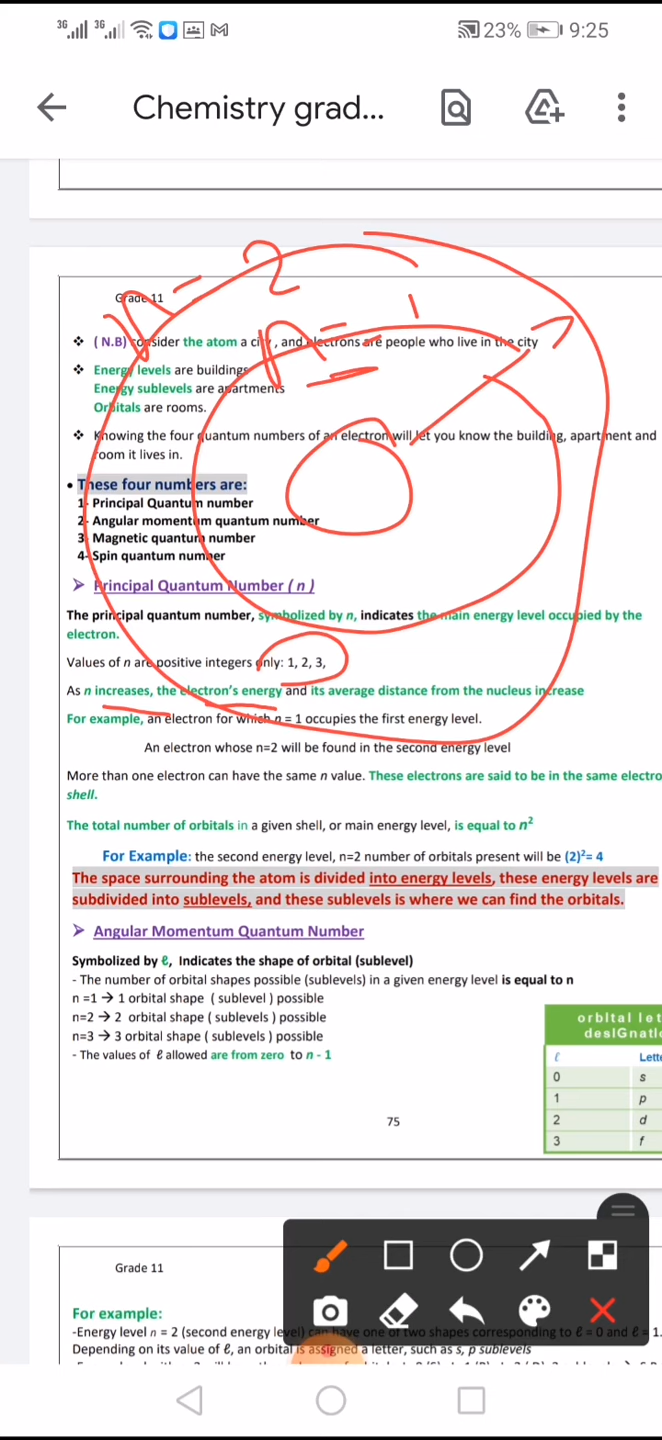 3G 3G 23% 9:25
Chemistry grad...
Grade 11
n = 2
n = 1
❖ ( N.B) consider the atom a city , and electrons are people who live in the city
❖ Energy levels are buildings
Energy sublevels are apartments
Orbitals are rooms.
❖ Knowing the four quantum numbers of an electron will let you know the building, apartment and
room it lives in.
• These four numbers are:
1- Principal Quantum number
2- Angular momentum quantum number
3- Magnetic quantum number
4- Spin quantum number
➢ Principal Quantum Number ( n )
The principal quantum number, symbolized by n, indicates the main energy level occupied by the
electron.
Values of n are positive integers only: 1, 2, 3,
As n increases, the electron's energy and its average distance from the nucleus increase
For example, an electron for which n = 1 occupies the first energy level.
An electron whose n=2 will be found in the second energy level
More than one electron can have the same n value. These electrons are said to be in the same electro
shell.
The total number of orbitals in a given shell, or main energy level, is equal to n²
For Example: the second energy level, n=2 number of orbitals present will be (2)²= 4
The space surrounding the atom is divided into energy levels, these energy levels are
subdivided into sublevels, and these sublevels is where we can find the orbitals.
➢ Angular Momentum Quantum Number
Symbolized by ℓ, Indicates the shape of orbital (sublevel)
- The number of orbital shapes possible (sublevels) in a given energy level is equal to n
n =1 → 1 orbital shape ( sublevel ) possible
n=2 → 2 orbital shape ( sublevels ) possible
n=3 → 3 orbital shape ( sublevels ) possible
- The values of ℓ allowed are from zero to n - 1
orbItal let
desIGnatI
ℓ Lette
0 s
1 p
2 d
3 f
75
Grade 11
For example:
-Energy level n = 2 (second energy level) can have one of two shapes corresponding to ℓ = 0 and ℓ = 1.
Depending on its value of ℓ, an orbital is assigned a letter, such as s, p sublevels